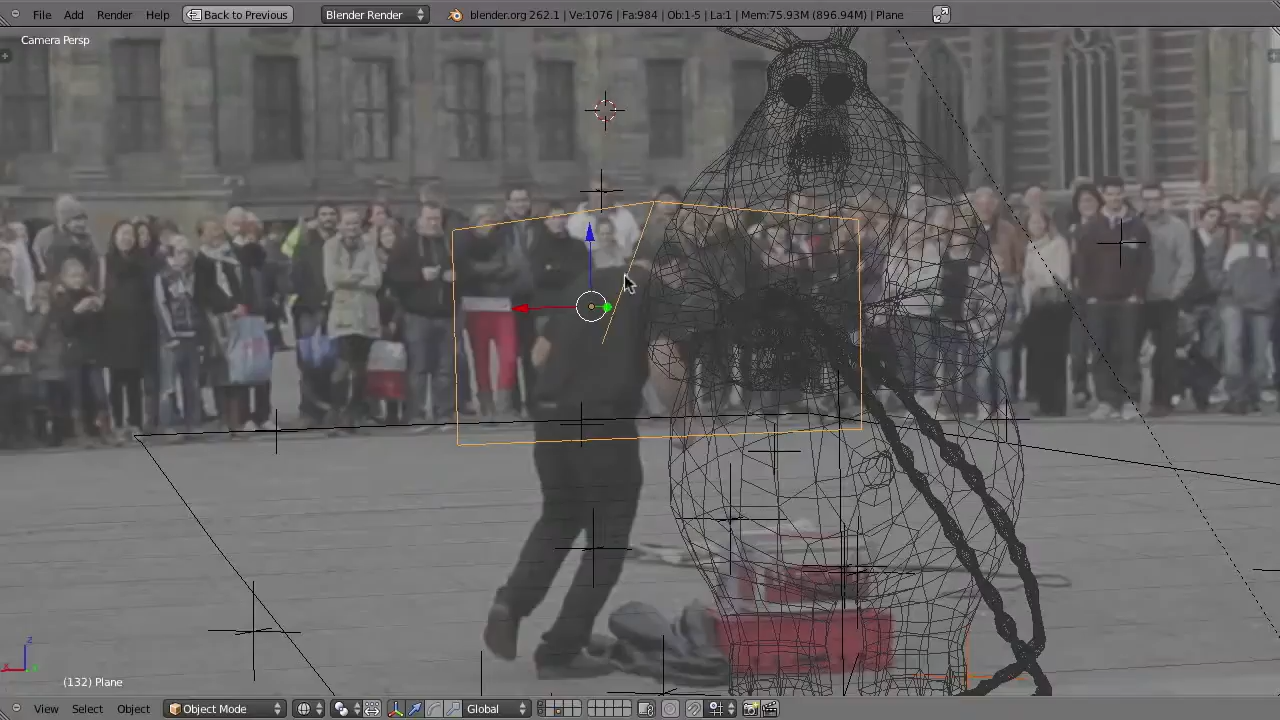 File Add Render Help Back to Previous Blender Render blender.org 262.1 | Ve:1076 | Fa:984 | Ob:1-5 | La:1 | Mem:75.93M (896.94M) | Plane
Camera Persp
z
x
(132) Plane
View Select Object Object Mode Global